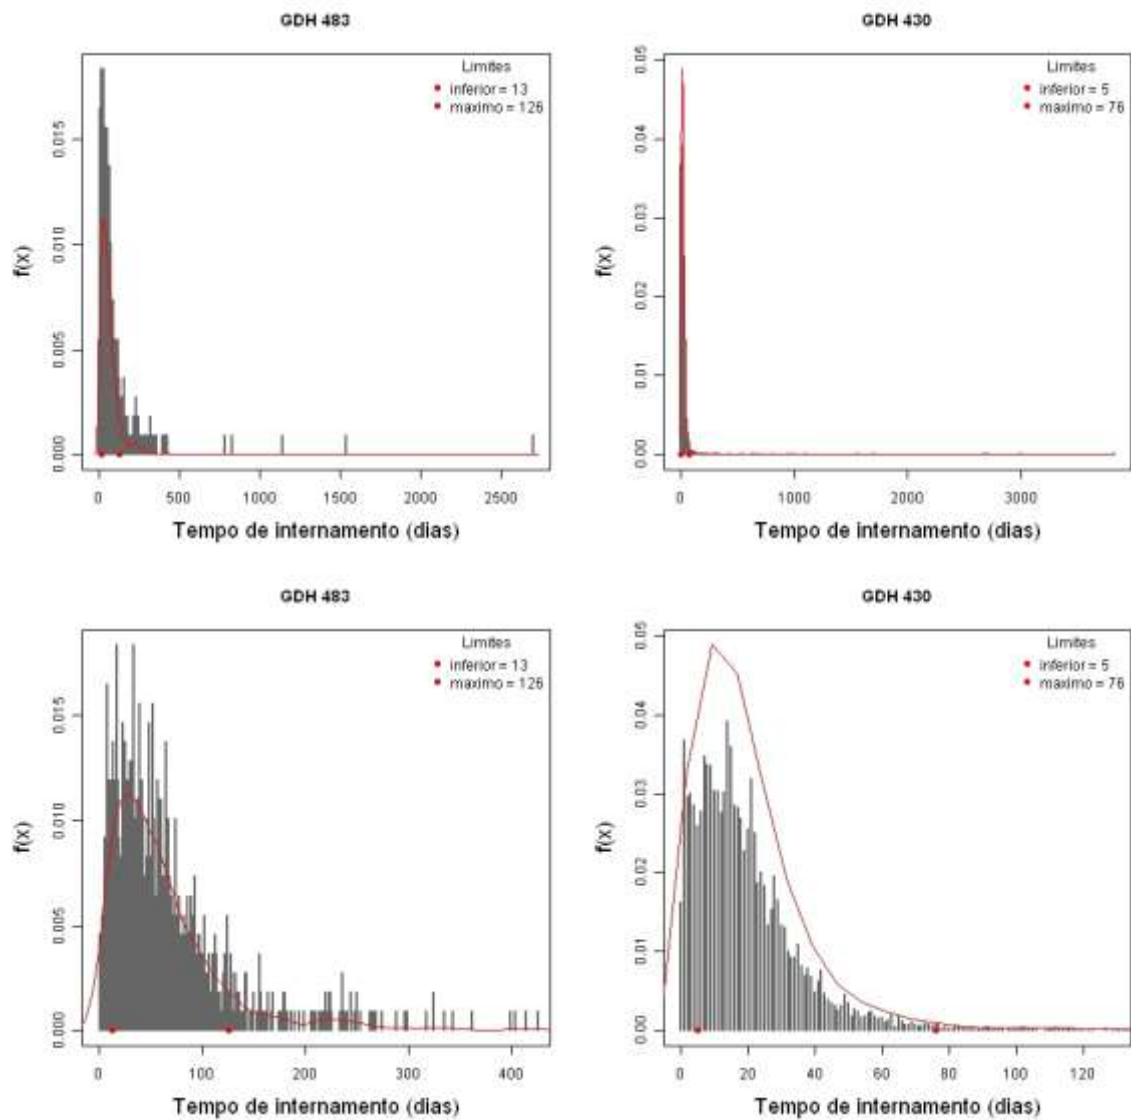 GDH 483
Limites
inferior = 13
maximo = 126
0.015
0.010
0.005
0.000
f(x)
0 500 1000 1500 2000 2500
Tempo de internamento (dias)
GDH 430
Limites
inferior = 5
maximo = 76
0.05
0.04
0.03
0.02
0.01
0.00
f(x)
0 1000 2000 3000
Tempo de internamento (dias)
GDH 483
Limites
inferior = 13
maximo = 126
0.015
0.010
0.005
0.000
f(x)
0 100 200 300 400
Tempo de internamento (dias)
GDH 430
Limites
inferior = 5
maximo = 76
0.05
0.04
0.03
0.02
0.01
0.00
f(x)
0 20 40 60 80 100 120
Tempo de internamento (dias)